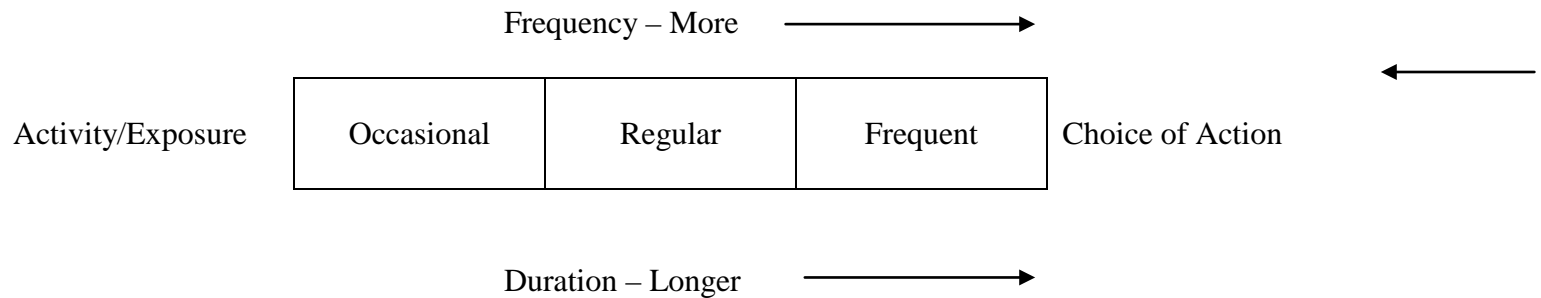 Frequency – More
Activity/Exposure Occasional Regular Frequent Choice of Action
Duration – Longer